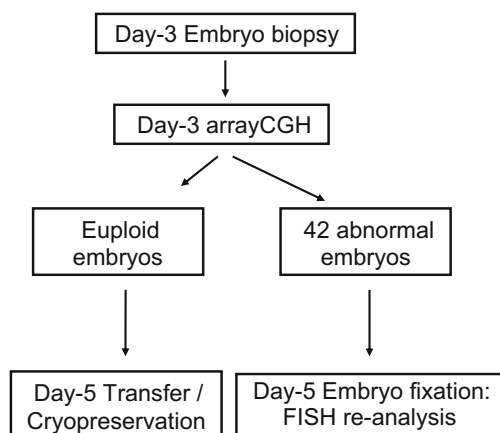 Day-3 Embryo biopsy
Day-3 arrayCGH
Euploid
embryos
42 abnormal
embryos
Day-5 Transfer /
Cryopreservation
Day-5 Embryo fixation:
FISH re-analysis